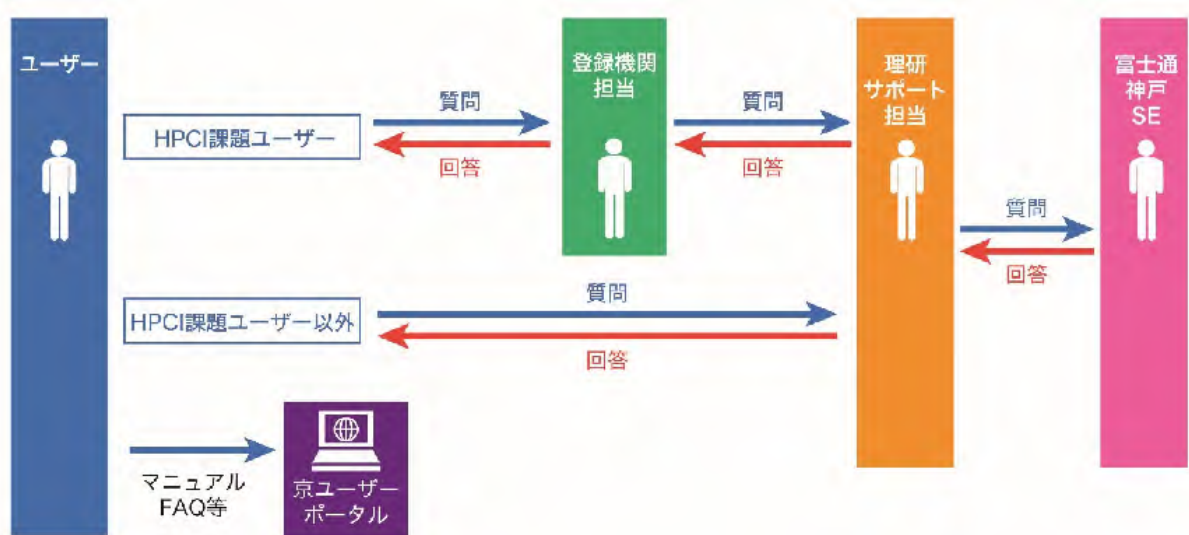 ユーザー
登録機関
担当
理研
サポート
担当
富士通
神戸
SE
HPCI課題ユーザー
質問
回答
質問
回答
質問
回答
HPCI課題ユーザー以外
質問
回答
マニュアル
FAQ等
京ユーザー
ポータル